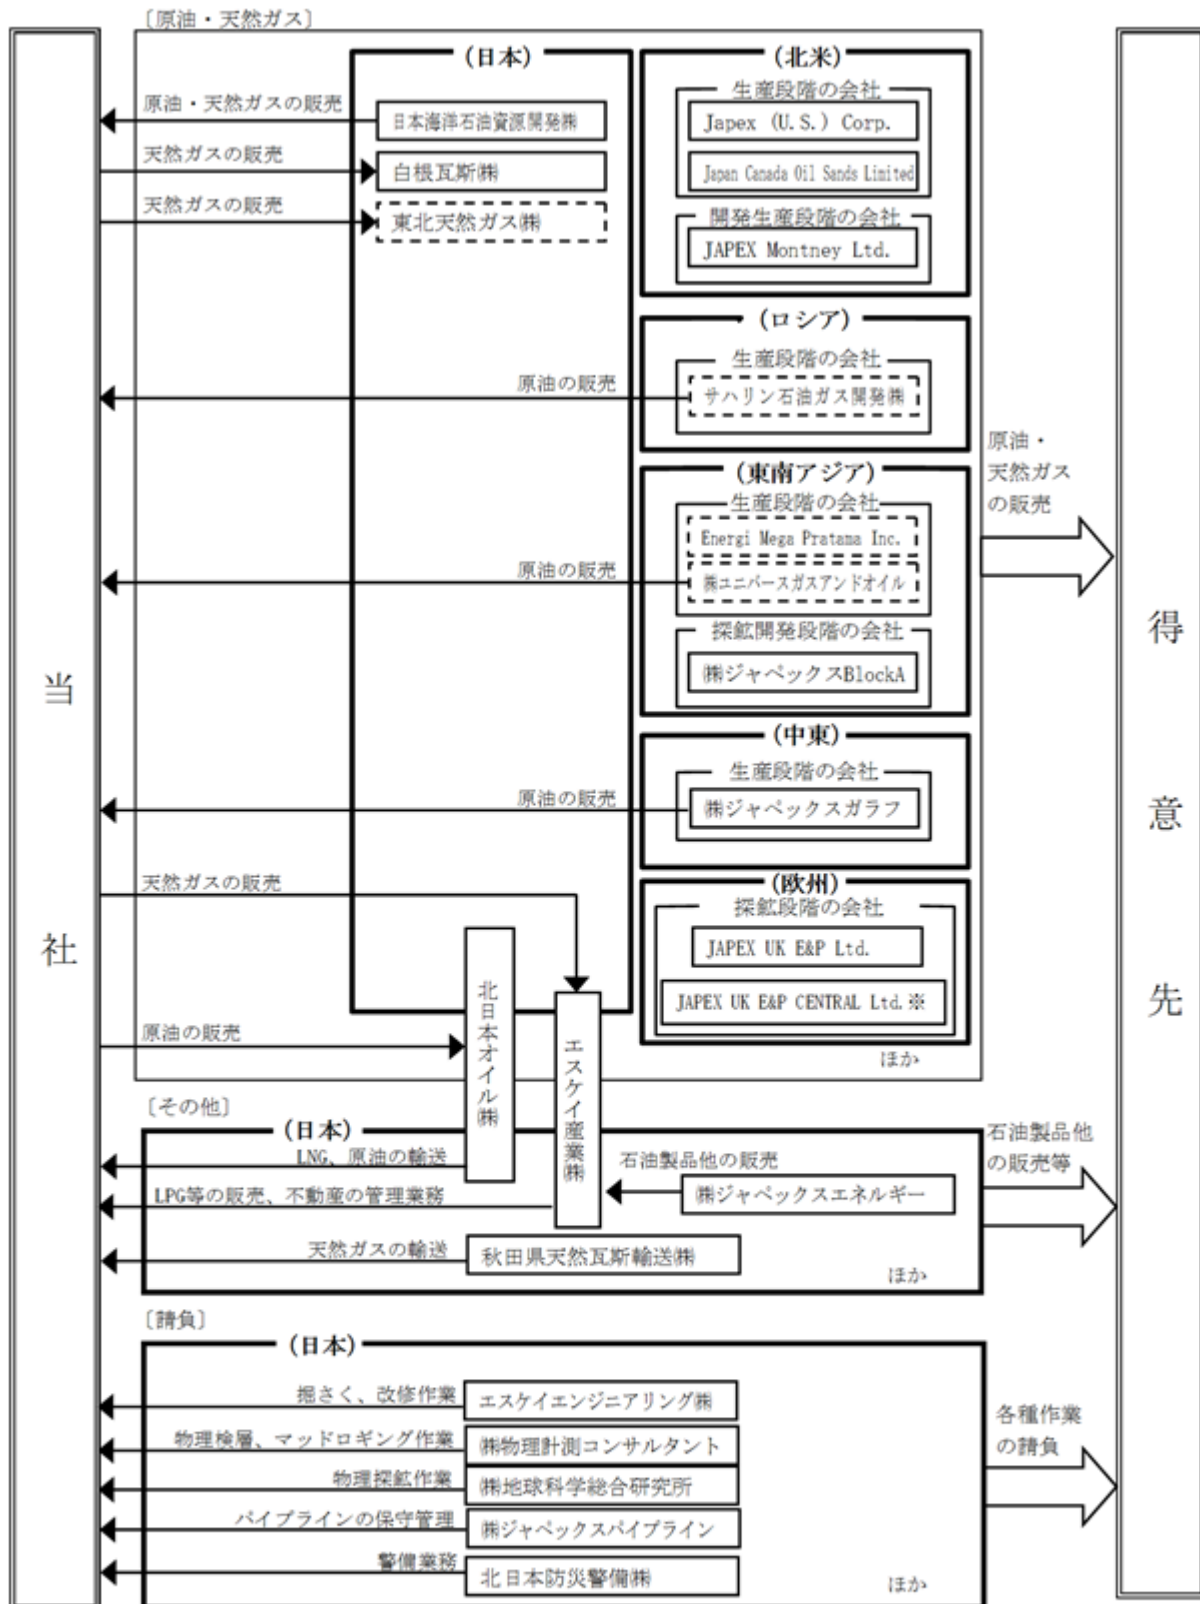 〔原油・天然ガス〕
当社
(日本)
原油・天然ガスの販売
日本海洋石油資源開発㈱
天然ガスの販売
白根瓦斯㈱
天然ガスの販売
東北天然ガス㈱
(北米)
生産段階の会社
Japex (U.S.) Corp.
Japan Canada Oil Sands Limited
開発生産段階の会社
JAPEX Montney Ltd.
(ロシア)
生産段階の会社
原油の販売
サハリン石油ガス開発㈱
(東南アジア)
生産段階の会社
Energi Mega Pratama Inc.
原油の販売
㈱ユニバースガスアンドオイル
探鉱開発段階の会社
㈱ジャペックスBlockA
(中東)
生産段階の会社
原油の販売
㈱ジャペックスガラフ
(欧州)
探鉱段階の会社
JAPEX UK E&P Ltd.
JAPEX UK E&P CENTRAL Ltd.※
ほか
天然ガスの販売
原油の販売
北日本オイル㈱
エスケイ産業㈱
原油・
天然ガス
の販売
得意先
〔その他〕
(日本)
LNG、原油の輸送
石油製品他の販売
LPG等の販売、不動産の管理業務
㈱ジャペックスエネルギー
天然ガスの輸送
秋田県天然瓦斯輸送㈱
ほか
石油製品他
の販売等
〔請負〕
(日本)
掘さく、改修作業
エスケイエンジニアリング㈱
物理検層、マッドロギング作業
㈱物理計測コンサルタント
物理探鉱作業
㈱地球科学総合研究所
パイプラインの保守管理
㈱ジャペックスパイプライン
警備業務
北日本防災警備㈱
ほか
各種作業
の請負